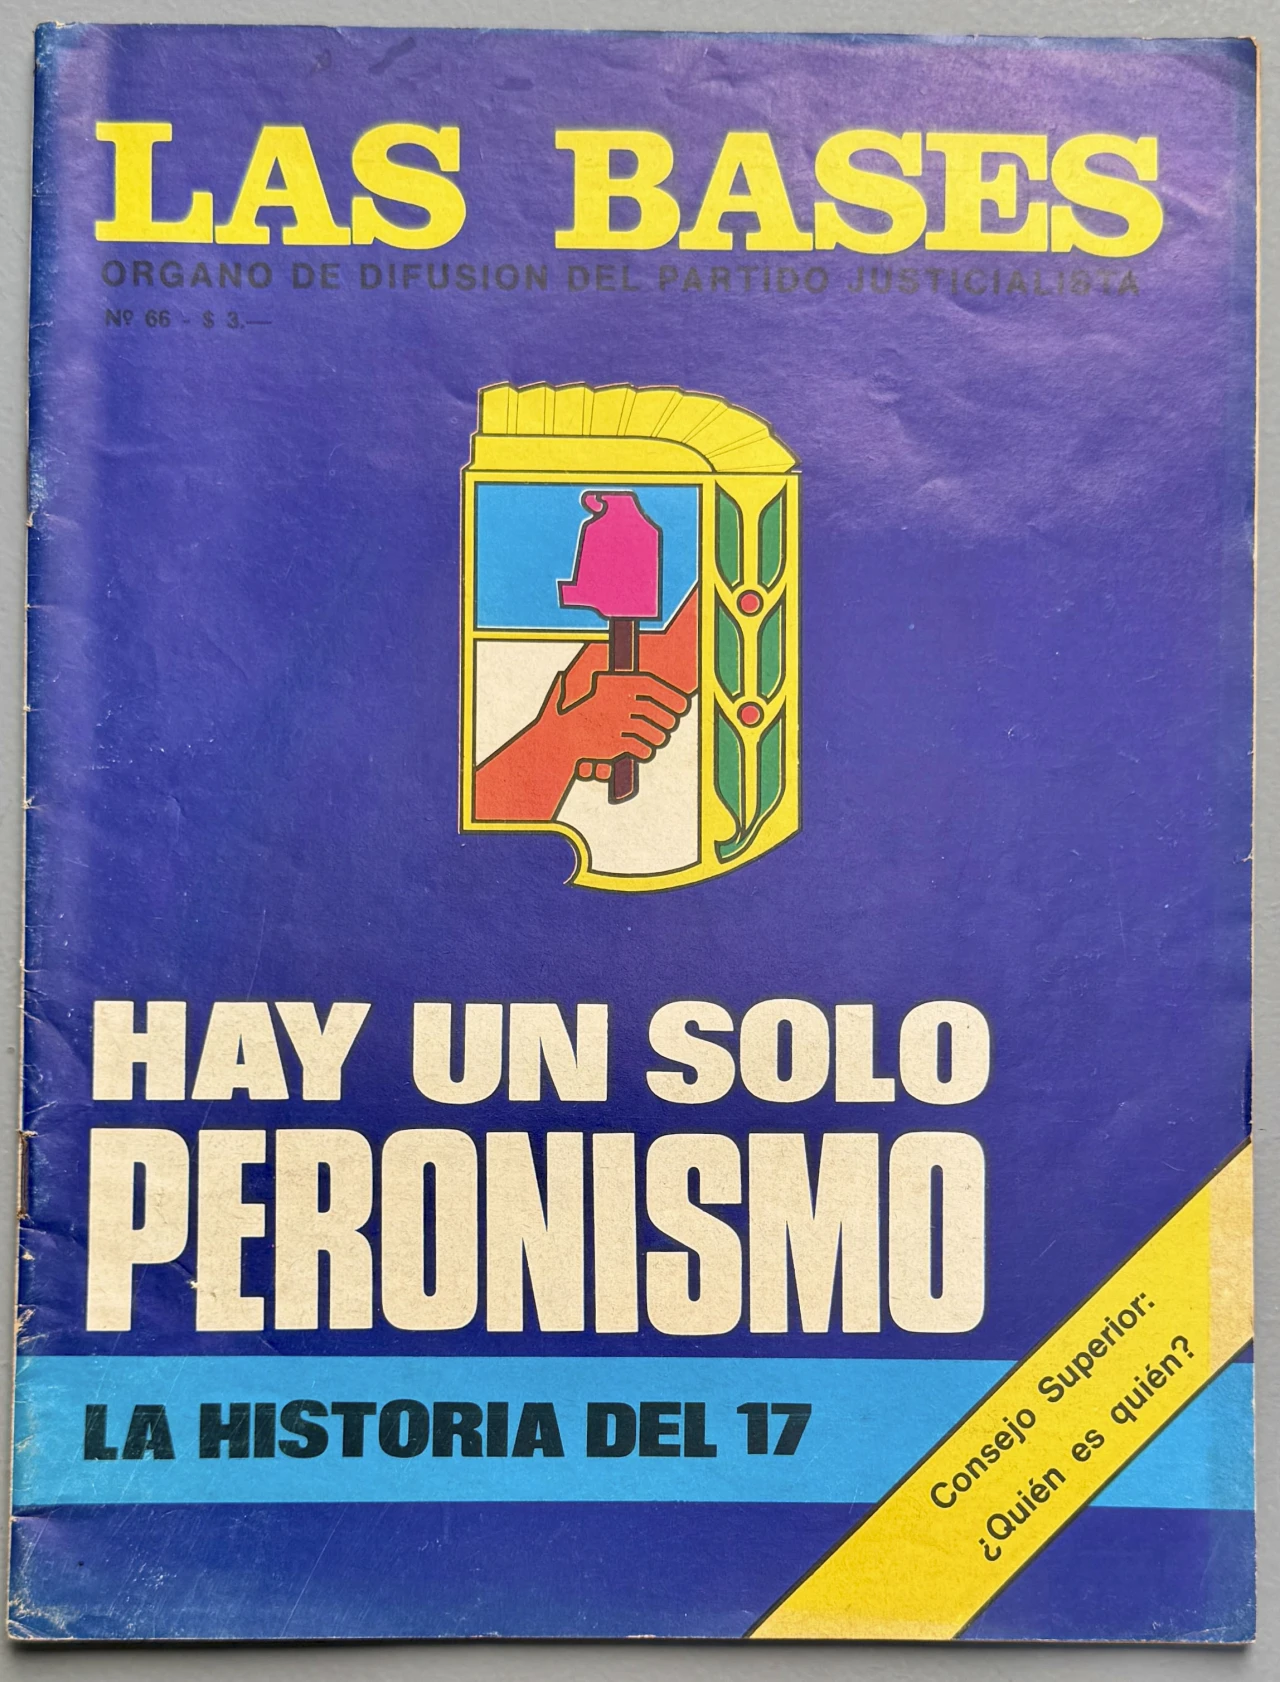 LAS BASES
ORGANO DE DIFUSION DEL PARTIDO JUSTICIALISTA
Nº 66 - $ 3.—
HAY UN SOLO
PERONISMO
LA HISTORIA DEL 17
Consejo Superior:
¿Quién es quién?